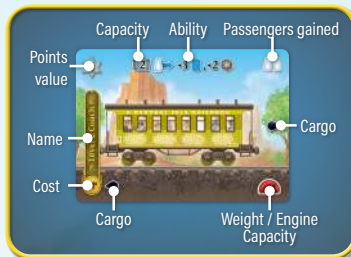 Capacity Ability Passengers gained
Points
value
Name
Cost
Cargo
Cargo
Weight / Engine
Capacity